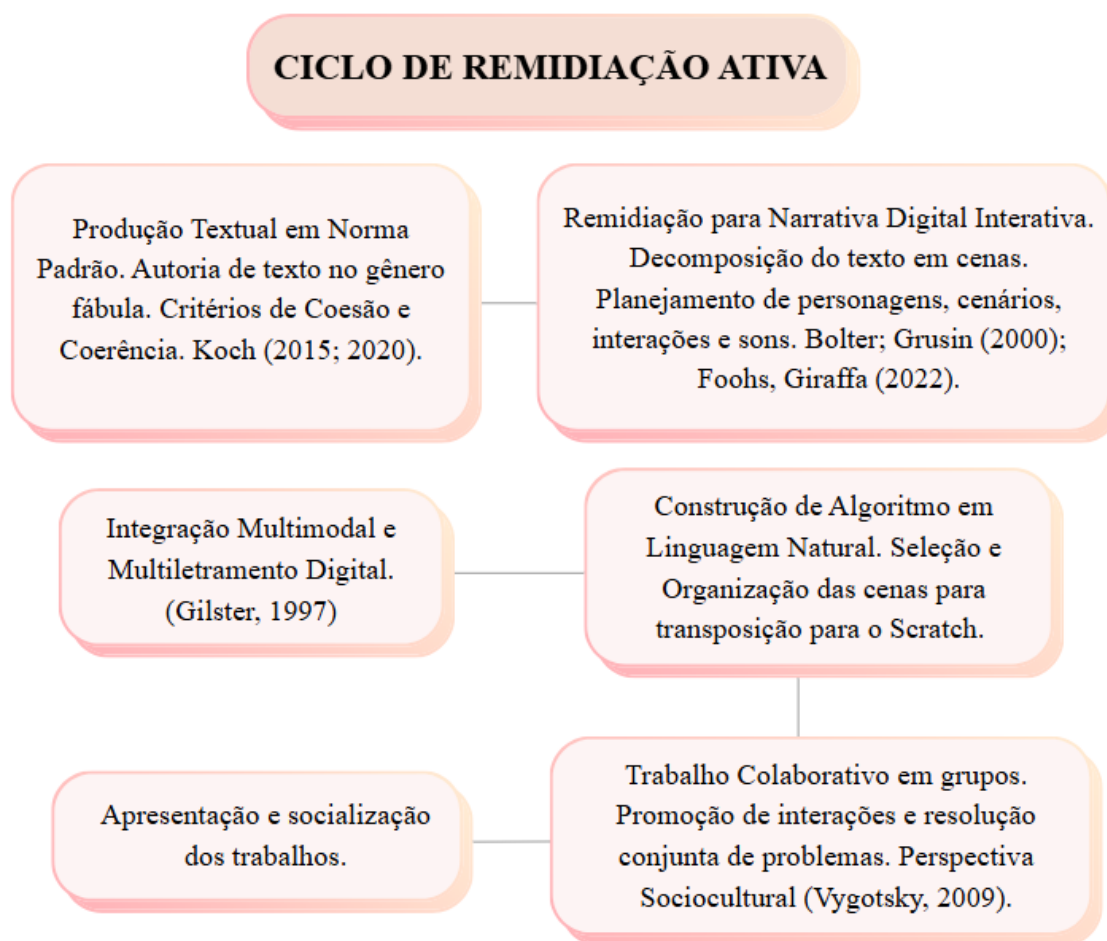 CICLO DE REMIDIAÇÃO ATIVA
Produção Textual em Norma
Padrão. Autoria de texto no gênero
fábula. Critérios de Coesão e
Coerência. Koch (2015; 2020).
Remidiação para Narrativa Digital Interativa.
Decomposição do texto em cenas.
Planejamento de personagens, cenários,
interações e sons. Bolter; Grusin (2000);
Foohs, Giraffa (2022).
Integração Multimodal e
Multiletramento Digital.
(Gilster, 1997)
Construção de Algoritmo em
Linguagem Natural. Seleção e
Organização das cenas para
transposição para o Scratch.
Apresentação e socialização
dos trabalhos.
Trabalho Colaborativo em grupos.
Promoção de interações e resolução
conjunta de problemas. Perspectiva
Sociocultural (Vygotsky, 2009).